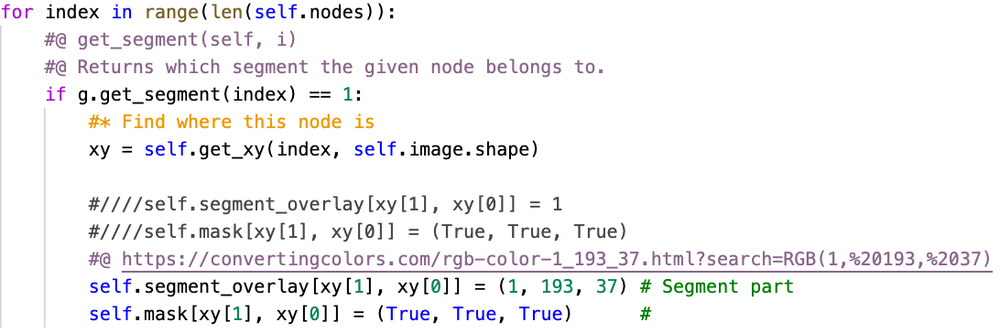 for index in range(len(self.nodes)):
#@ get_segment(self, i)
#@ Returns which segment the given node belongs to.
if g.get_segment(index) == 1:
#* Find where this node is
xy = self.get_xy(index, self.image.shape)
#////self.segment_overlay[xy[1], xy[0]] = 1
#////self.mask[xy[1], xy[0]] = (True, True, True)
#@ https://convertingcolors.com/rgb-color-1_193_37.html?search=RGB(1,%20193,%2037)
self.segment_overlay[xy[1], xy[0]] = (1, 193, 37) # Segment part
self.mask[xy[1], xy[0]] = (True, True, True)      #